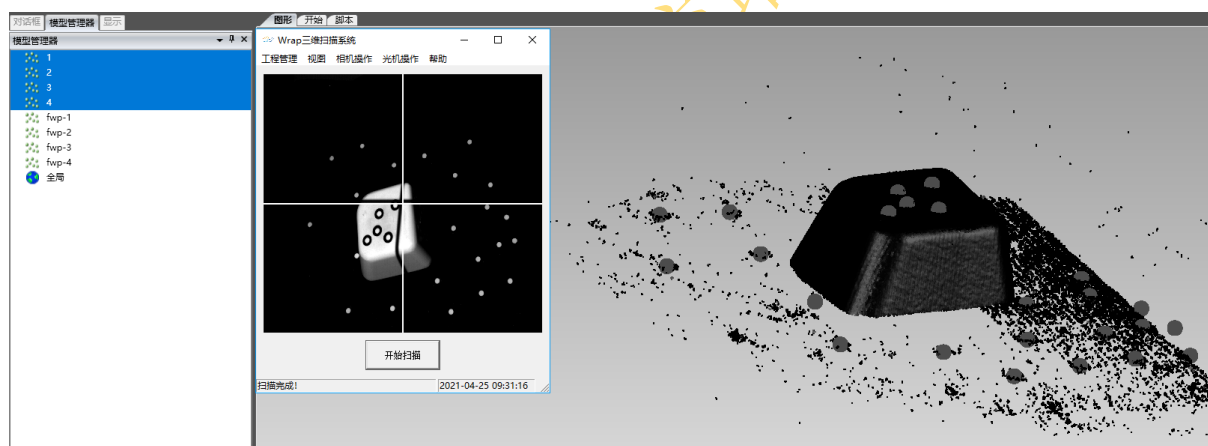 对话框 模型管理器 显示
图形 开始 脚本
模型管理器
1
2
3
4
fwp-1
fwp-2
fwp-3
fwp-4
全局
Wrap三维扫描系统
工程管理 视图 相机操作 光机操作 帮助
开始扫描
扫描完成!
2021-04-25 09:31:16